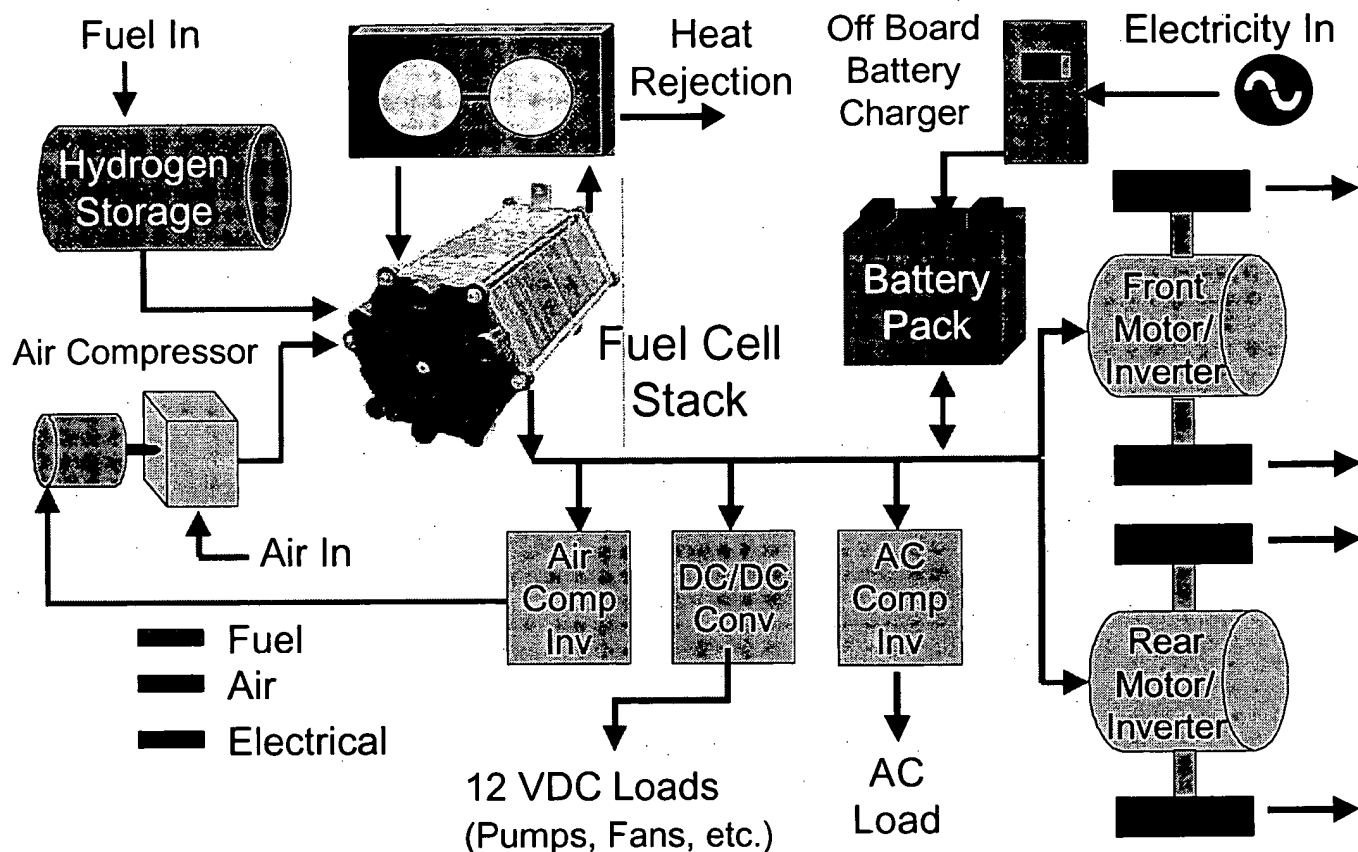 Fuel In
Heat
Rejection
Off Board
Battery
Charger
Electricity In
Hydrogen
Storage
Air Compressor
Fuel Cell
Stack
Battery
Pack
Front
Motor/
Inverter
Air In
Air
Comp
Inv
DC/DC
Conv
AC
Comp
Inv
Rear
Motor/
Inverter
Fuel
Air
Electrical
12 VDC Loads
(Pumps, Fans, etc.)
AC
Load